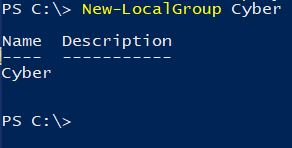 PS C:\> New-LocalGroup Cyber
Name  Description
----  -----------
Cyber
PS C:\>